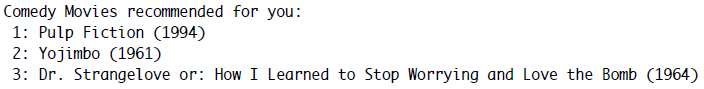 Comedy Movies recommended for you:
1: Pulp Fiction (1994)
2: Yojimbo (1961)
3: Dr. Strangelove or: How I Learned to Stop Worrying and Love the Bomb (1964)